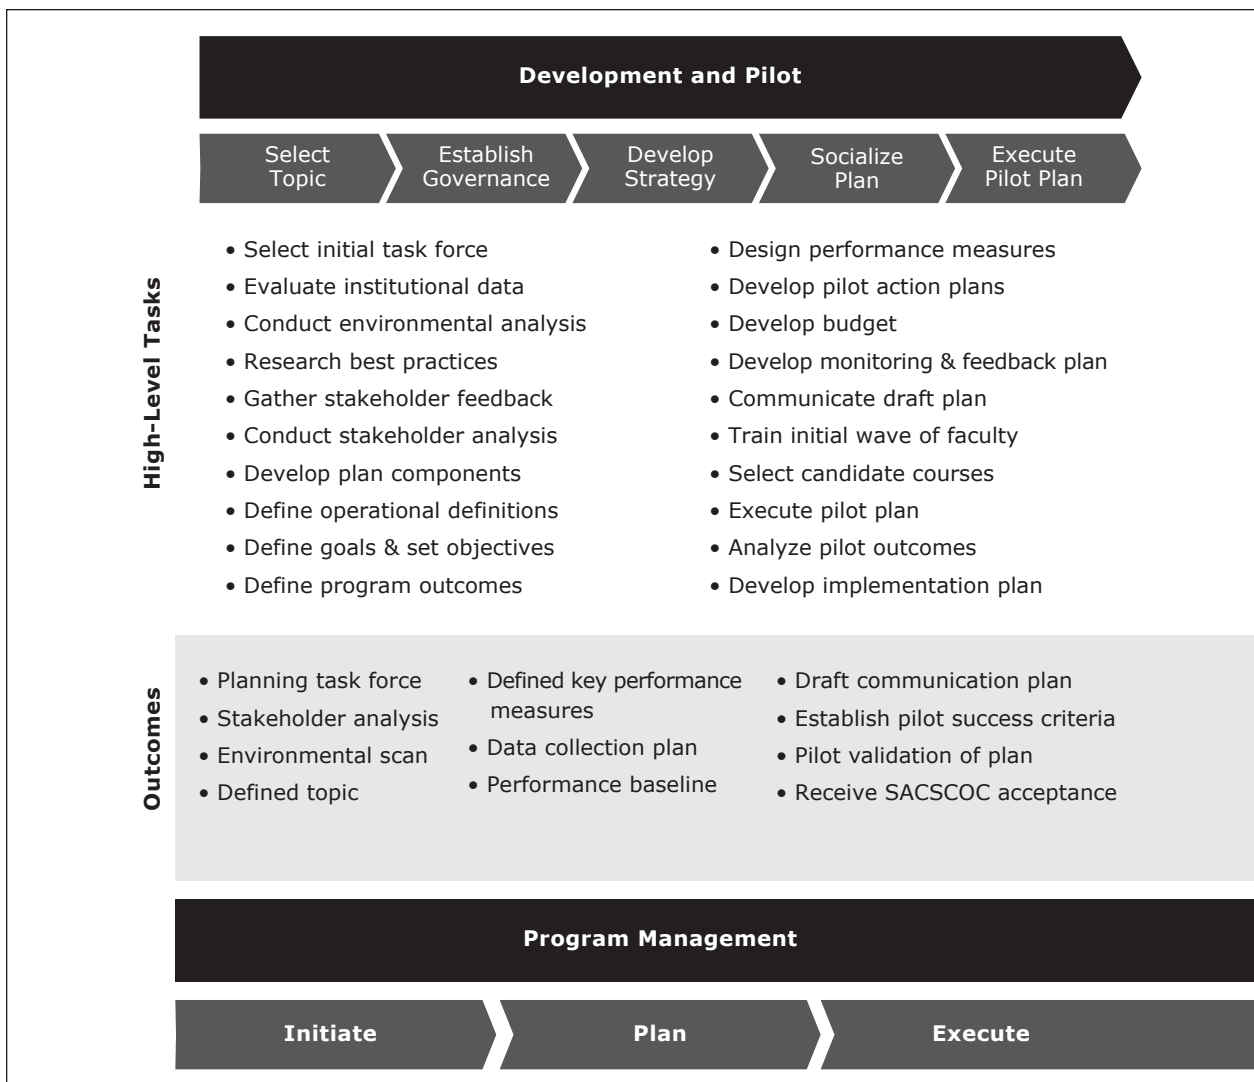 Development and Pilot
Select
Topic
Establish
Governance
Develop
Strategy
Socialize
Plan
Execute
Pilot Plan
High-Level Tasks
• Select initial task force
• Evaluate institutional data
• Conduct environmental analysis
• Research best practices
• Gather stakeholder feedback
• Conduct stakeholder analysis
• Develop plan components
• Define operational definitions
• Define goals & set objectives
• Define program outcomes
• Design performance measures
• Develop pilot action plans
• Develop budget
• Develop monitoring & feedback plan
• Communicate draft plan
• Train initial wave of faculty
• Select candidate courses
• Execute pilot plan
• Analyze pilot outcomes
• Develop implementation plan
Outcomes
• Planning task force
• Stakeholder analysis
• Environmental scan
• Defined topic
• Defined key performance
measures
• Data collection plan
• Performance baseline
• Draft communication plan
• Establish pilot success criteria
• Pilot validation of plan
• Receive SACSCOC acceptance
Program Management
Initiate
Plan
Execute